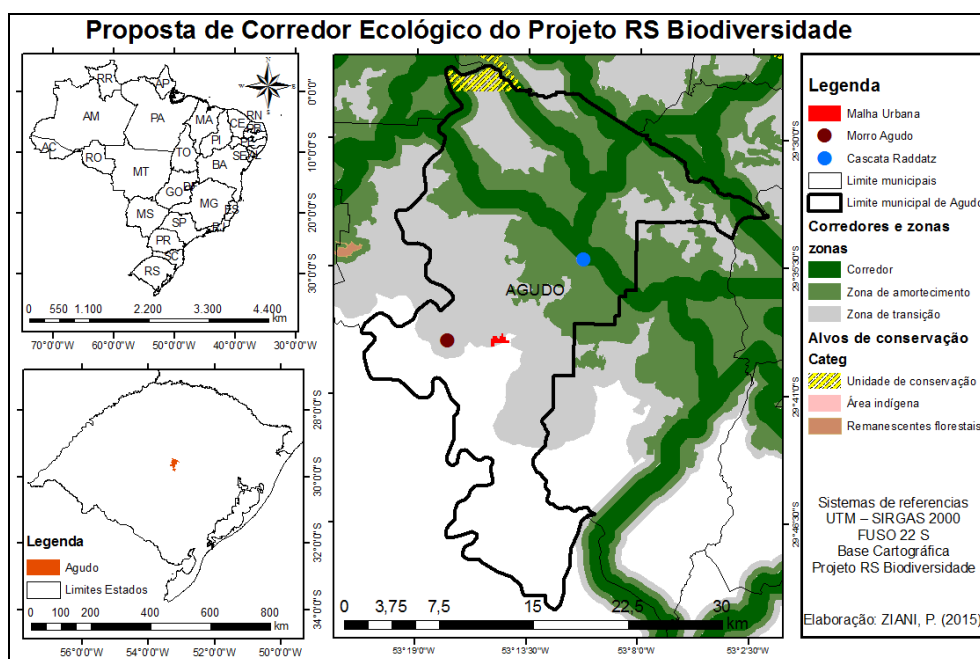 Proposta de Corredor Ecológico do Projeto RS Biodiversidade
RR
AP
AM
PA
MA
CE
RN
PI
AC
RO
TO
BA
MT
GO
MG
ES
MS
SP
PR
SC
RS
0 550 1.100 2.200 3.300 4.400
km
0°0'0"
10°0'0"S
20°0'0"S
30°0'0"S
70°0'0"W 60°0'0"W 50°0'0"W 40°0'0"W 30°0'0"W
Legenda
Agudo
Limites Estados
0 100 200 400 600 800
km
28°0'0"S
30°0'0"S
32°0'0"S
34°0'0"S
56°0'0"W 54°0'0"W 52°0'0"W 50°0'0"W
AGUDO
0 3,75 7,5 15 22,5 30
km
53°19'0"W 53°13'30"W 53°8'0"W 53°2'30"W
29°30'0"S
29°35'30"S
29°41'0"S
29°46'30"S
Legenda
Malha Urbana
Morro Agudo
Cascata Raddatz
Limite municipais
Limite municipal de Agudo
Corredores e zonas
zonas
Corredor
Zona de amortecimento
Zona de transição
Alvos de conservação
Categ
Unidade de conservação
Área indígena
Remanescentes florestais
Sistemas de referencias
UTM – SIRGAS 2000
FUSO 22 S
Base Cartográfica
Projeto RS Biodiversidade
Elaboração: ZIANI, P. (2015)